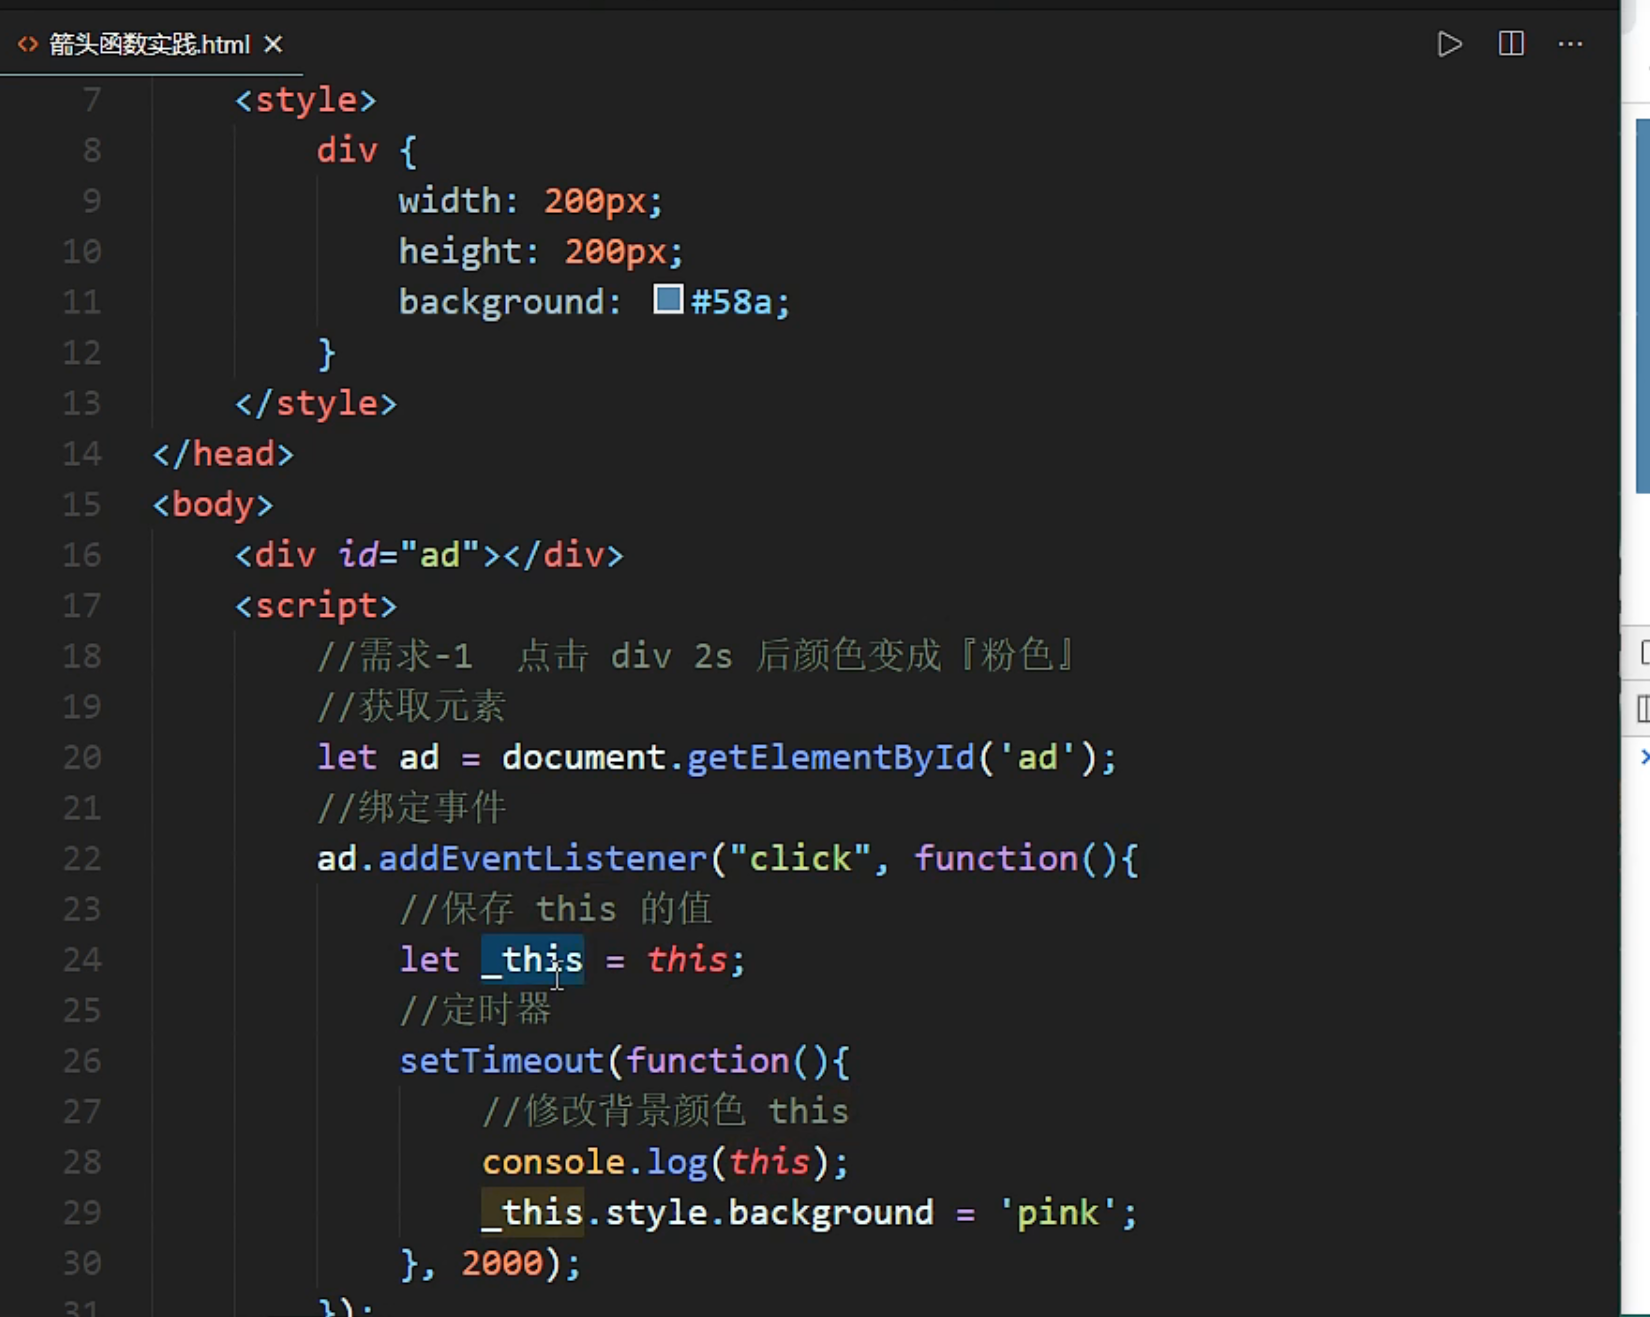 箭头函数实践.html
7 <style>
8 div {
9 width: 200px;
10 height: 200px;
11 background: #58a;
12 }
13 </style>
14 </head>
15 <body>
16 <div id="ad"></div>
17 <script>
18 //需求-1 点击 div 2s 后颜色变成『粉色』
19 //获取元素
20 let ad = document.getElementById('ad');
21 //绑定事件
22 ad.addEventListener("click", function(){
23 //保存 this 的值
24 let _this = this;
25 //定时器
26 setTimeout(function(){
27 //修改背景颜色 this
28 console.log(this);
29 _this.style.background = 'pink';
30 }, 2000);
31 });